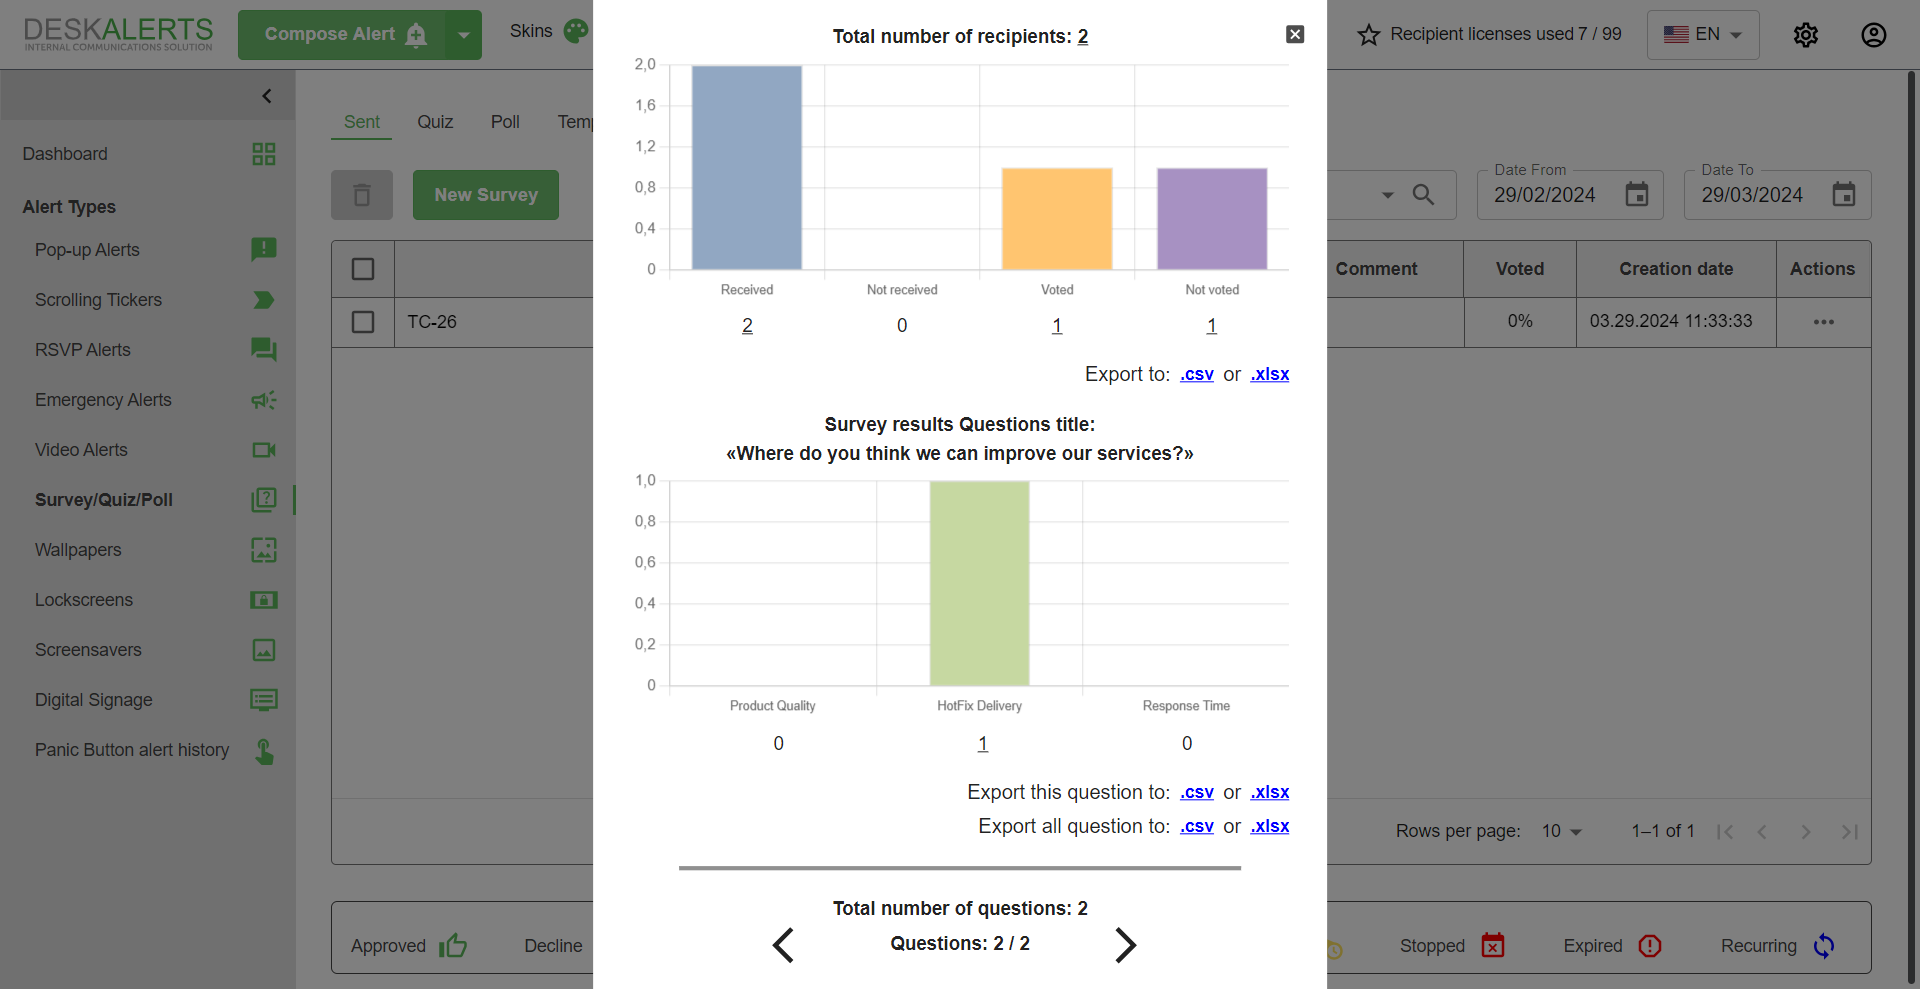 DESKALERTS
INTERNAL COMMUNICATIONS SOLUTION
Compose Alert
Skins
Recipient licenses used 7 / 99
EN
Dashboard
Alert Types
Pop-up Alerts
Scrolling Tickers
RSVP Alerts
Emergency Alerts
Video Alerts
Survey/Quiz/Poll
Wallpapers
Lockscreens
Screensavers
Digital Signage
Panic Button alert history
Sent Quiz Poll Temp
New Survey
Date From
29/02/2024
Date To
29/03/2024
Comment Voted Creation date Actions
TC-26 0% 03.29.2024 11:33:33
Total number of recipients: 2
2,0
1,6
1,2
0,8
0,4
0
Received Not received Voted Not voted
2 0 1 1
Export to: .csv or .xlsx
Survey results Questions title:
«Where do you think we can improve our services?»
1,0
0,8
0,6
0,4
0,2
0
Product Quality HotFix Delivery Response Time
0 1 0
Export this question to: .csv or .xlsx
Export all question to: .csv or .xlsx
Total number of questions: 2
Questions: 2 / 2
Rows per page: 10 1–1 of 1
Approved Decline Stopped Expired Recurring